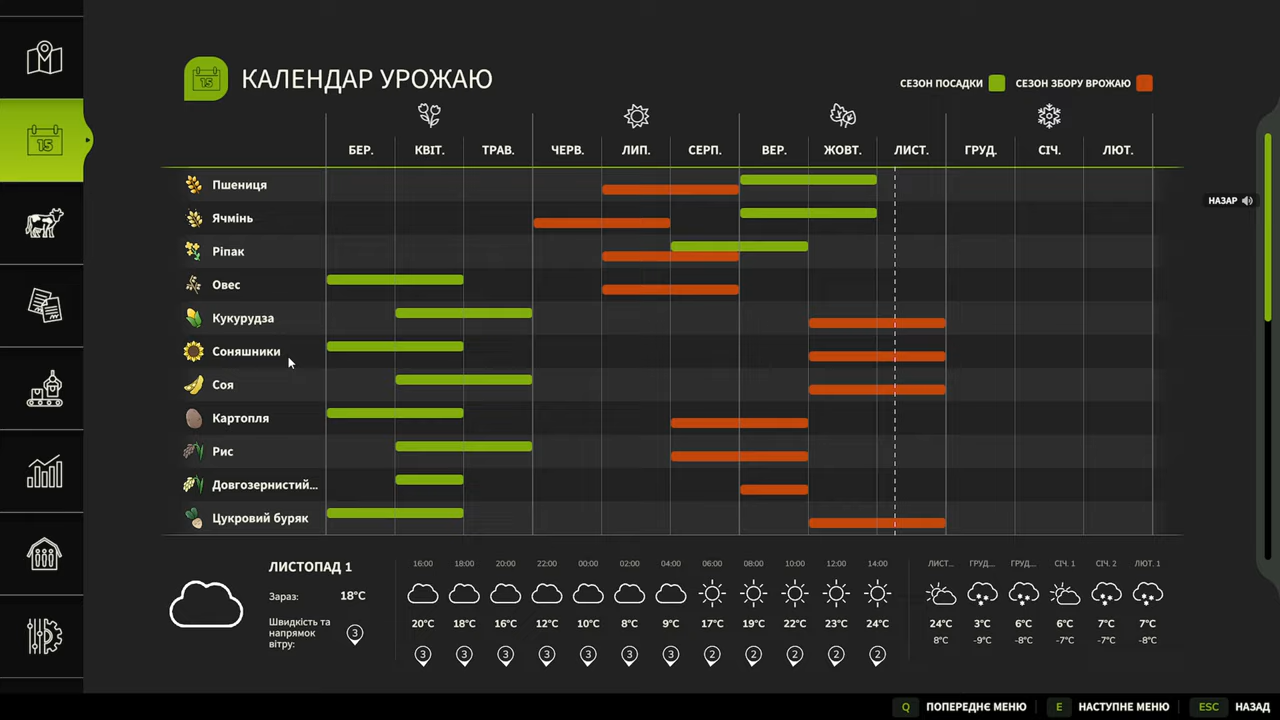 КАЛЕНДАР УРОЖАЮ
СЕЗОН ПОСАДКИ СЕЗОН ЗБОРУ ВРОЖАЮ
БЕР. КВІТ. ТРАВ. ЧЕРВ. ЛИП. СЕРП. ВЕР. ЖОВТ. ЛИСТ. ГРУД. СІЧ. ЛЮТ.
Пшениця
НАЗАР
Ячмінь
Ріпак
Овес
Кукурудза
Соняшники
Соя
Картопля
Рис
Довгозернистий...
Цукровий буряк
ЛИСТОПАД 1
Зараз: 18°C
Швидкість та
напрямок
вітру:
3
16:00 18:00 20:00 22:00 00:00 02:00 04:00 06:00 08:00 10:00 12:00 14:00
20°C 18°C 16°C 12°C 10°C 8°C 9°C 17°C 19°C 22°C 23°C 24°C
3 3 3 3 3 3 3 2 2 2 2 2
ЛИСТ... ГРУД... ГРУД... СІЧ. 1 СІЧ. 2 ЛЮТ. 1
24°C 3°C 6°C 6°C 7°C 7°C
8°C -9°C -8°C -7°C -7°C -8°C
Q ПОПЕРЕДНЄ МЕНЮ E НАСТУПНЕ МЕНЮ ESC НАЗАД